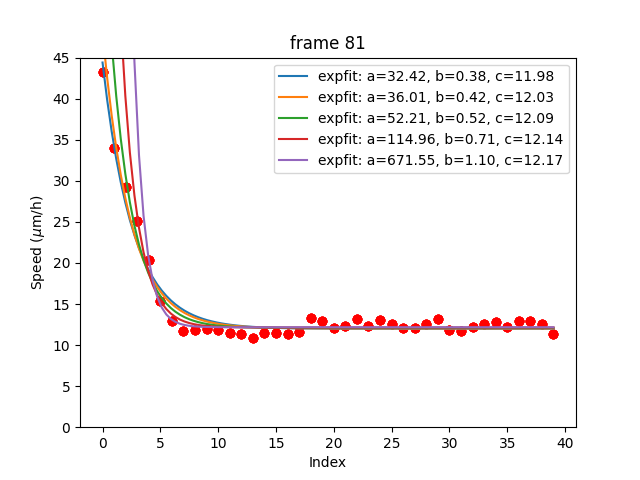 frame 81
expfit: a=32.42, b=0.38, c=11.98
expfit: a=36.01, b=0.42, c=12.03
expfit: a=52.21, b=0.52, c=12.09
expfit: a=114.96, b=0.71, c=12.14
expfit: a=671.55, b=1.10, c=12.17
Speed (μm/h)
45
40
35
30
25
20
15
10
5
0
0 5 10 15 20 25 30 35 40
Index